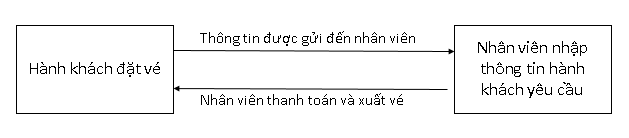 Thông tin được gửi đến nhân viên
Hành khách đặt vé
Nhân viên nhập
thông tin hành
khách yêu cầu
Nhân viên thanh toán và xuất vé